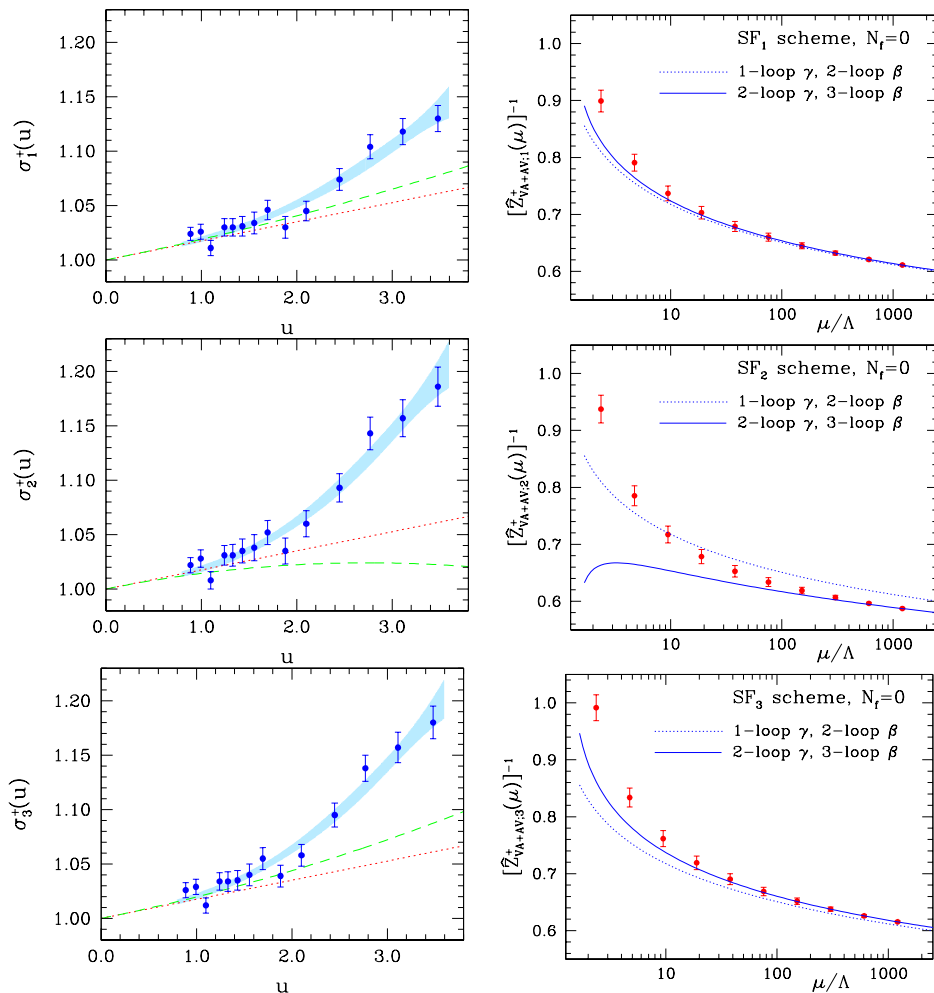 1.20
1.15
1.10
1.05
1.00
σ₁⁺(u)
0.0
1.0
2.0
3.0
u
1.0
0.9
0.8
0.7
0.6
[Ẑ⁺VA+AV;1(μ)]⁻¹
SF₁ scheme, N_f=0
1-loop γ, 2-loop β
2-loop γ, 3-loop β
10
100
1000
μ/Λ
1.20
1.15
1.10
1.05
1.00
σ₂⁺(u)
0.0
1.0
2.0
3.0
u
1.0
0.9
0.8
0.7
0.6
[Ẑ⁺VA+AV;2(μ)]⁻¹
SF₂ scheme, N_f=0
1-loop γ, 2-loop β
2-loop γ, 3-loop β
10
100
1000
μ/Λ
1.20
1.15
1.10
1.05
1.00
σ₃⁺(u)
0.0
1.0
2.0
3.0
u
1.0
0.9
0.8
0.7
0.6
[Ẑ⁺VA+AV;3(μ)]⁻¹
SF₃ scheme, N_f=0
1-loop γ, 2-loop β
2-loop γ, 3-loop β
10
100
1000
μ/Λ